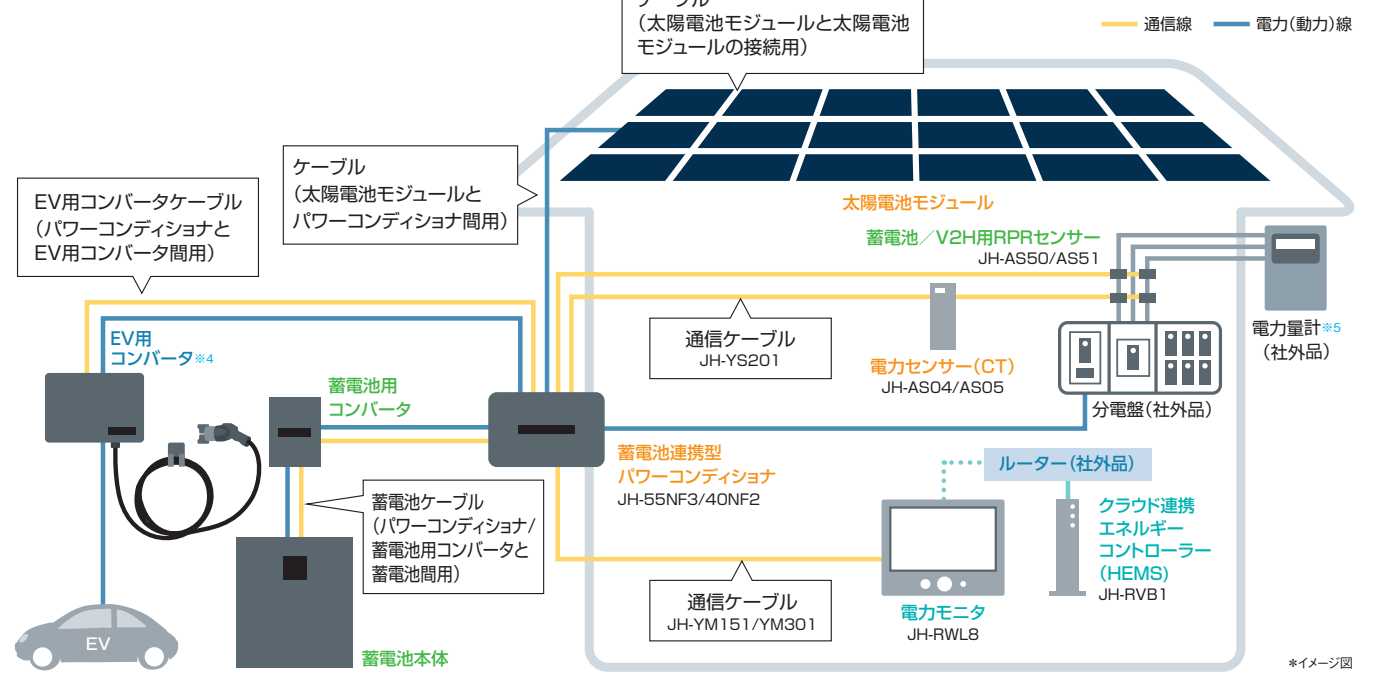 ケーブル
（太陽電池モジュールと太陽電池
モジュールの接続用）
通信線
電力（動力）線
ケーブル
（太陽電池モジュールと
パワーコンディショナ間用）
EV用コンバータケーブル
（パワーコンディショナと
EV用コンバータ間用）
太陽電池モジュール
蓄電池／V2H用RPRセンサー
JH-AS50/AS51
電力量計※5
（社外品）
EV用
コンバータ※4
通信ケーブル
JH-YS201
電力センサー（CT）
JH-AS04/AS05
分電盤（社外品）
蓄電池用
コンバータ
蓄電池連携型
パワーコンディショナ
JH-55NF3/40NF2
ルーター（社外品）
蓄電池ケーブル
（パワーコンディショナ/
蓄電池用コンバータと
蓄電池間用）
クラウド連携
エネルギー
コントローラー
（HEMS）
JH-RVB1
通信ケーブル
JH-YM151/YM301
電力モニタ
JH-RWL8
EV
蓄電池本体
*イメージ図